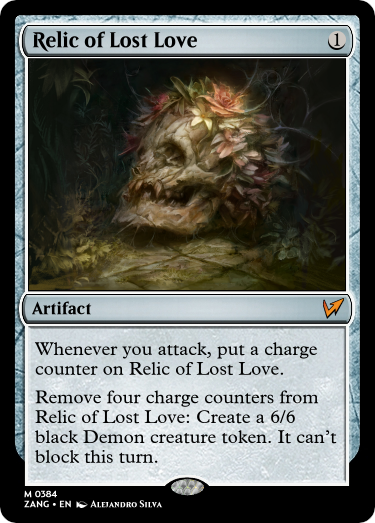 Relic of Lost Love
1
Artifact
Whenever you attack, put a charge
counter on Relic of Lost Love.
Remove four charge counters from
Relic of Lost Love: Create a 6/6
black Demon creature token. It can't
block this turn.
M 0384
ZANG • EN Alejandro Silva